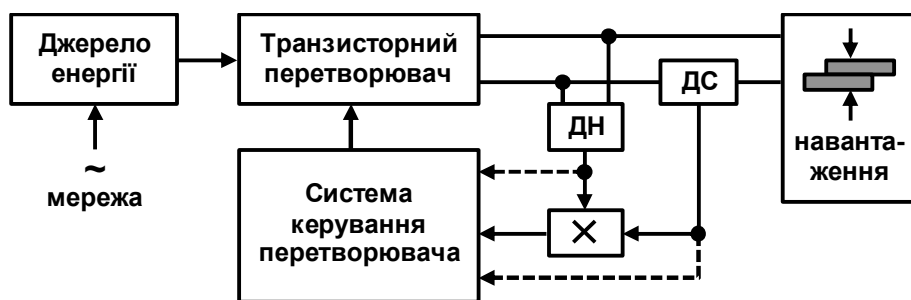 Джерело
енергії
Транзисторний
перетворювач
ДС
ДН
наванта-
ження
~
мережа
Система
керування
перетворювача
×